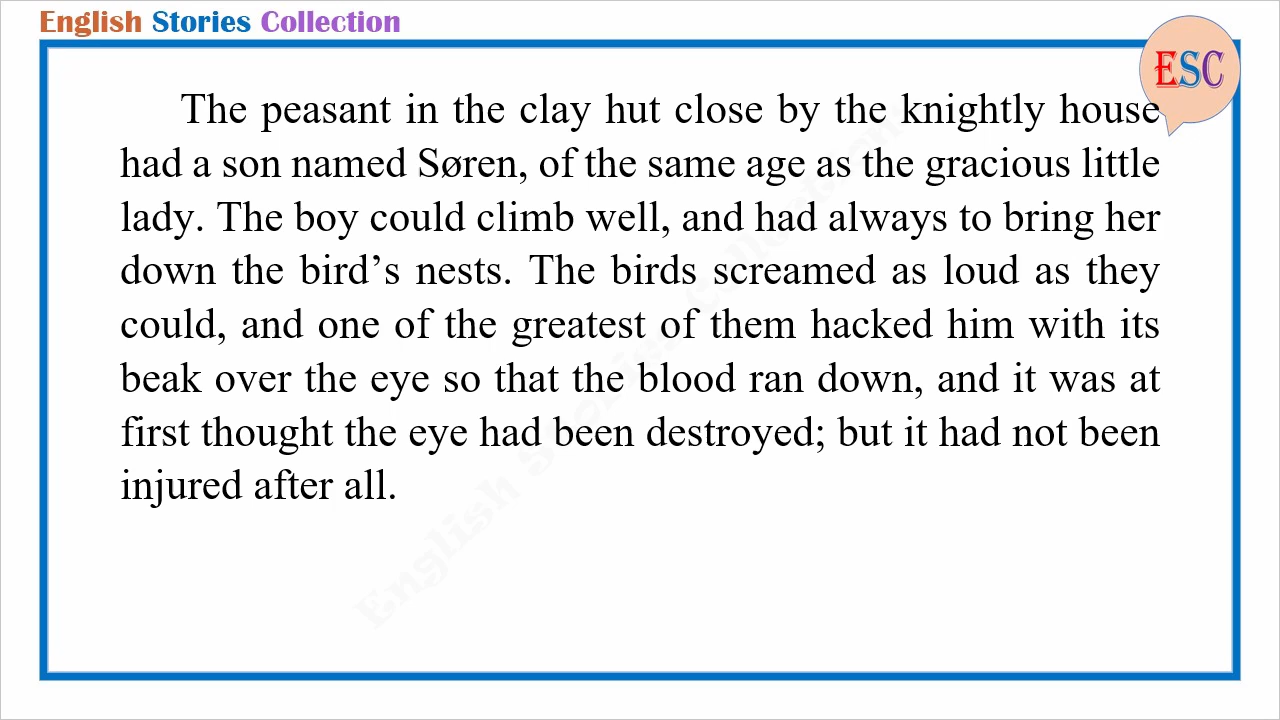 English Stories Collection
ESC
The peasant in the clay hut close by the knightly house
had a son named Søren, of the same age as the gracious little
lady. The boy could climb well, and had always to bring her
down the bird’s nests. The birds screamed as loud as they
could, and one of the greatest of them hacked him with its
beak over the eye so that the blood ran down, and it was at
first thought the eye had been destroyed; but it had not been
injured after all.
English Stories Collection